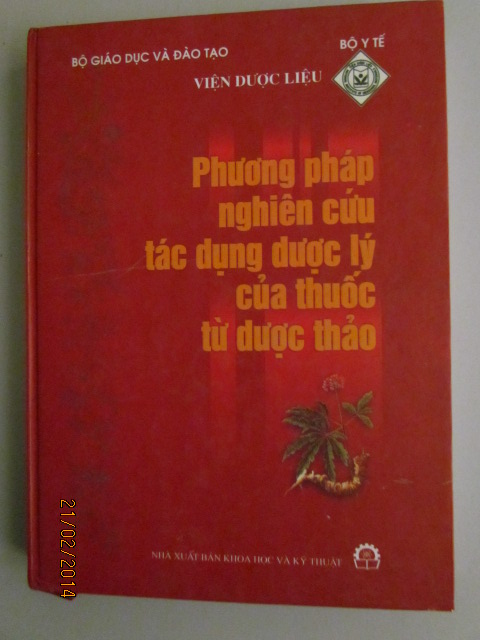 BỘ GIÁO DỤC VÀ ĐÀO TẠO
BỘ Y TẾ
VIỆN DƯỢC LIỆU
Phương pháp
nghiên cứu
tác dụng dược lý
của thuốc
từ dược thảo
NHÀ XUẤT BẢN KHOA HỌC VÀ KỸ THUẬT
21/02/2014